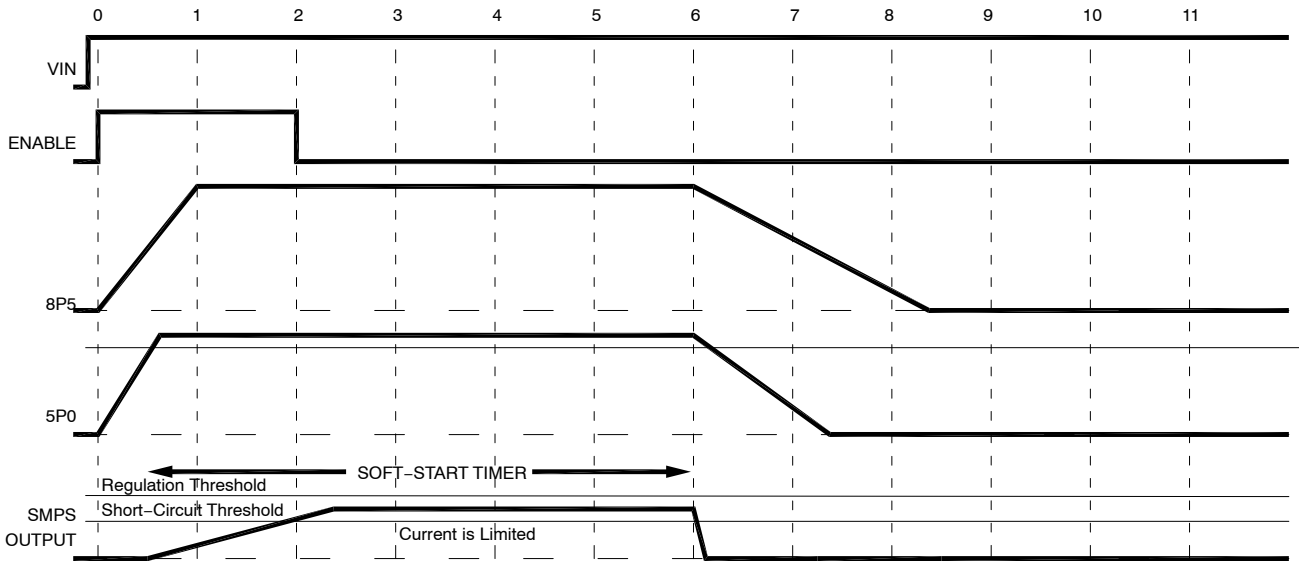 0 1 2 3 4 5 6 7 8 9 10 11
VIN
ENABLE
8P5
5P0
SOFT−START TIMER
Regulation Threshold
Short−Circuit Threshold
SMPS
OUTPUT
Current is Limited